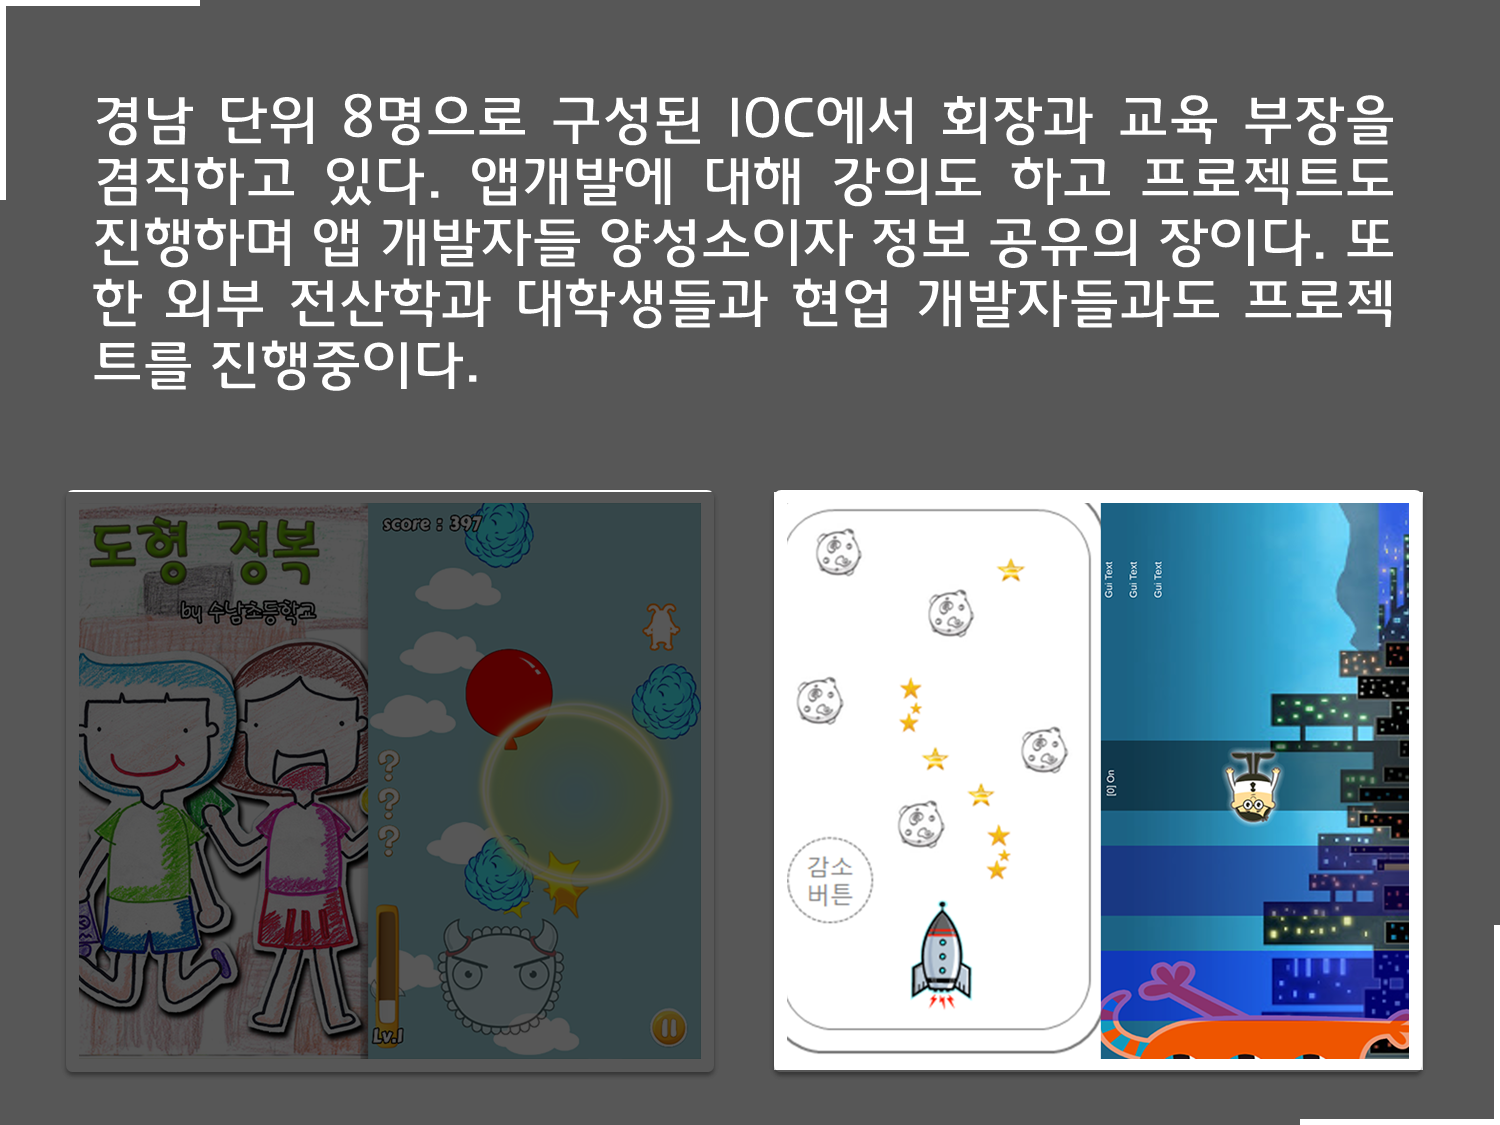 경남 단위 8명으로 구성된 IOC에서 회장과 교육 부장을
겸직하고 있다. 앱개발에 대해 강의도 하고 프로젝트도
진행하며 앱 개발자들 양성소이자 정보 공유의 장이다. 또
한 외부 전산학과 대학생들과 현업 개발자들과도 프로젝
트를 진행중이다.
도형 정복
by 수남초등학교
score : 397
?
?
?
Lv.1
감소
버튼
Gui Text
Gui Text
Gui Text
[0] On